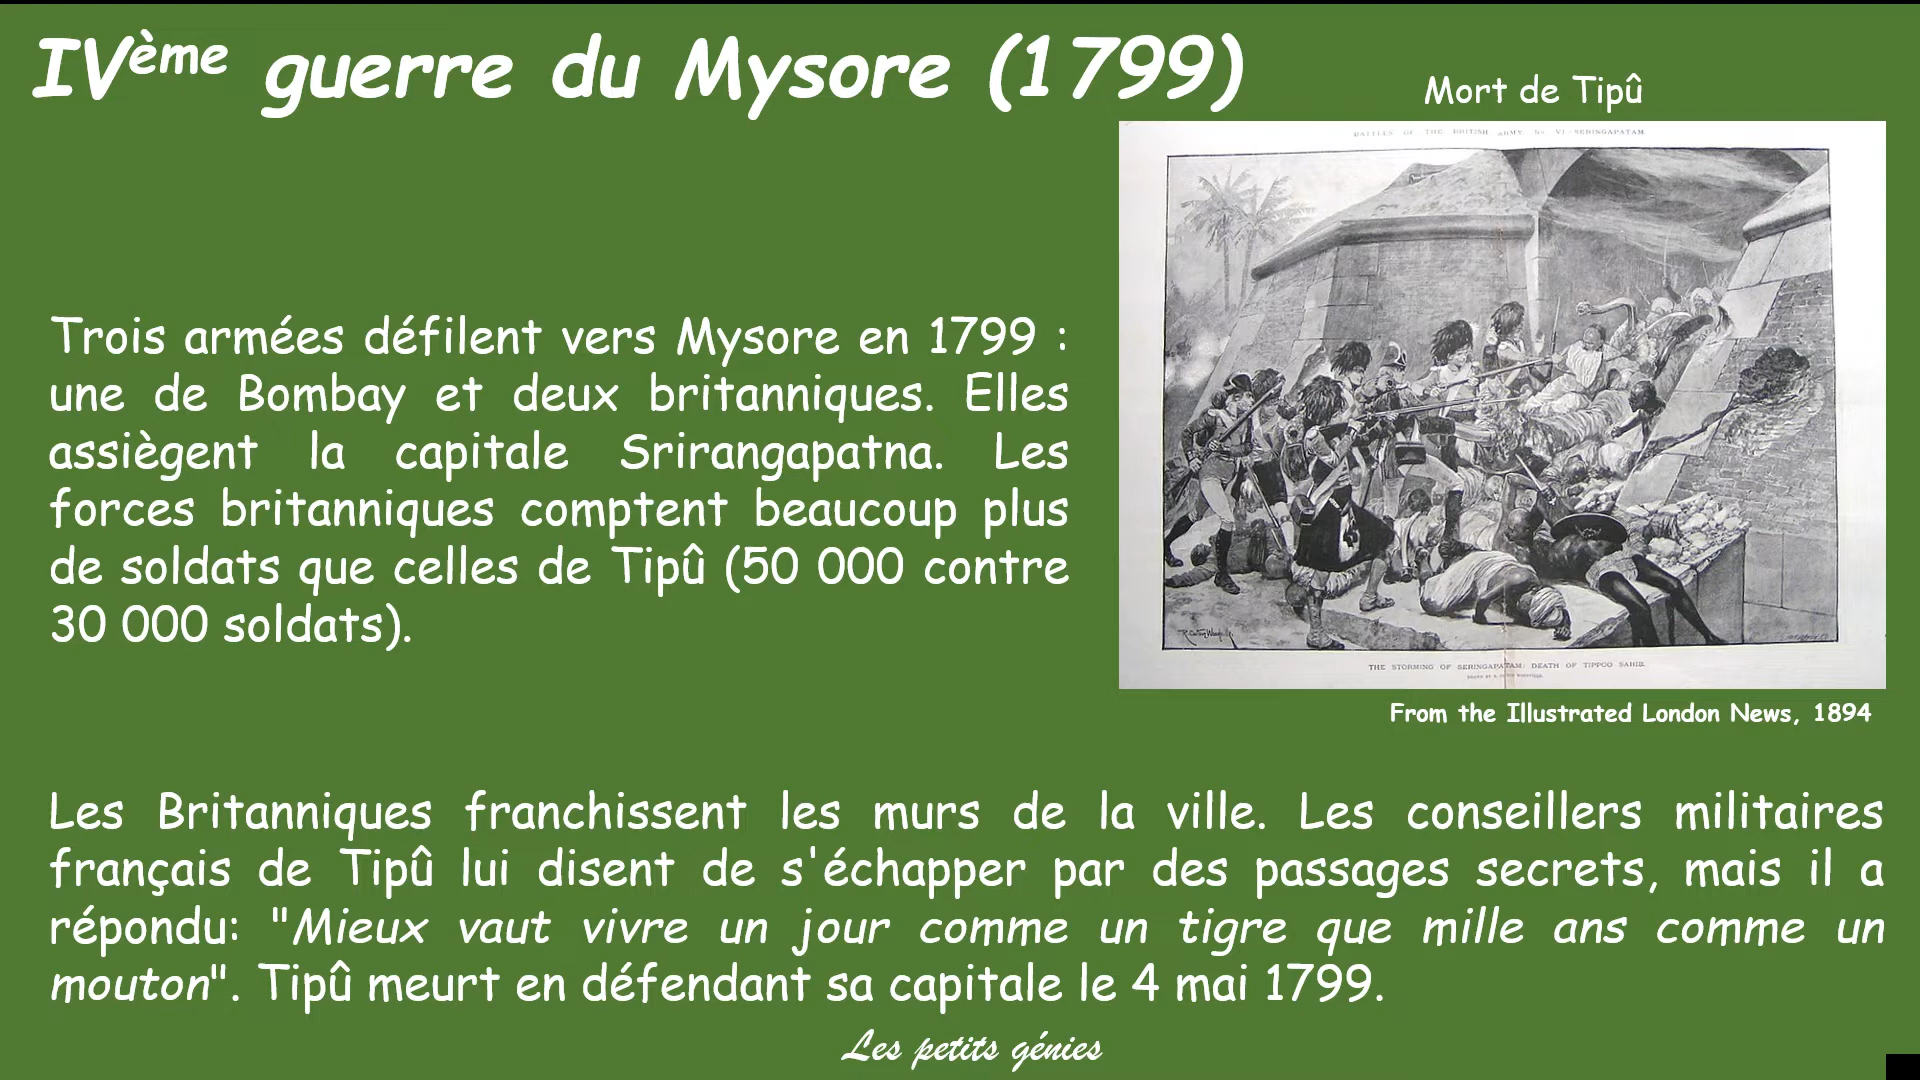 IVème guerre du Mysore (1799)
Mort de Tipû
BATTLES OF THE BRITISH ARMY. No. VI - SERINGAPATAM
Trois armées défilent vers Mysore en 1799 :
une de Bombay et deux britanniques. Elles
assiègent la capitale Srirangapatna. Les
forces britanniques comptent beaucoup plus
de soldats que celles de Tipû (50 000 contre
30 000 soldats).
THE STORMING OF SERINGAPATAM: DEATH OF TIPPOO SAHIB.
From the Illustrated London News, 1894
Les Britanniques franchissent les murs de la ville. Les conseillers militaires
français de Tipû lui disent de s'échapper par des passages secrets, mais il a
répondu: "Mieux vaut vivre un jour comme un tigre que mille ans comme un
mouton". Tipû meurt en défendant sa capitale le 4 mai 1799.
Les petits génies